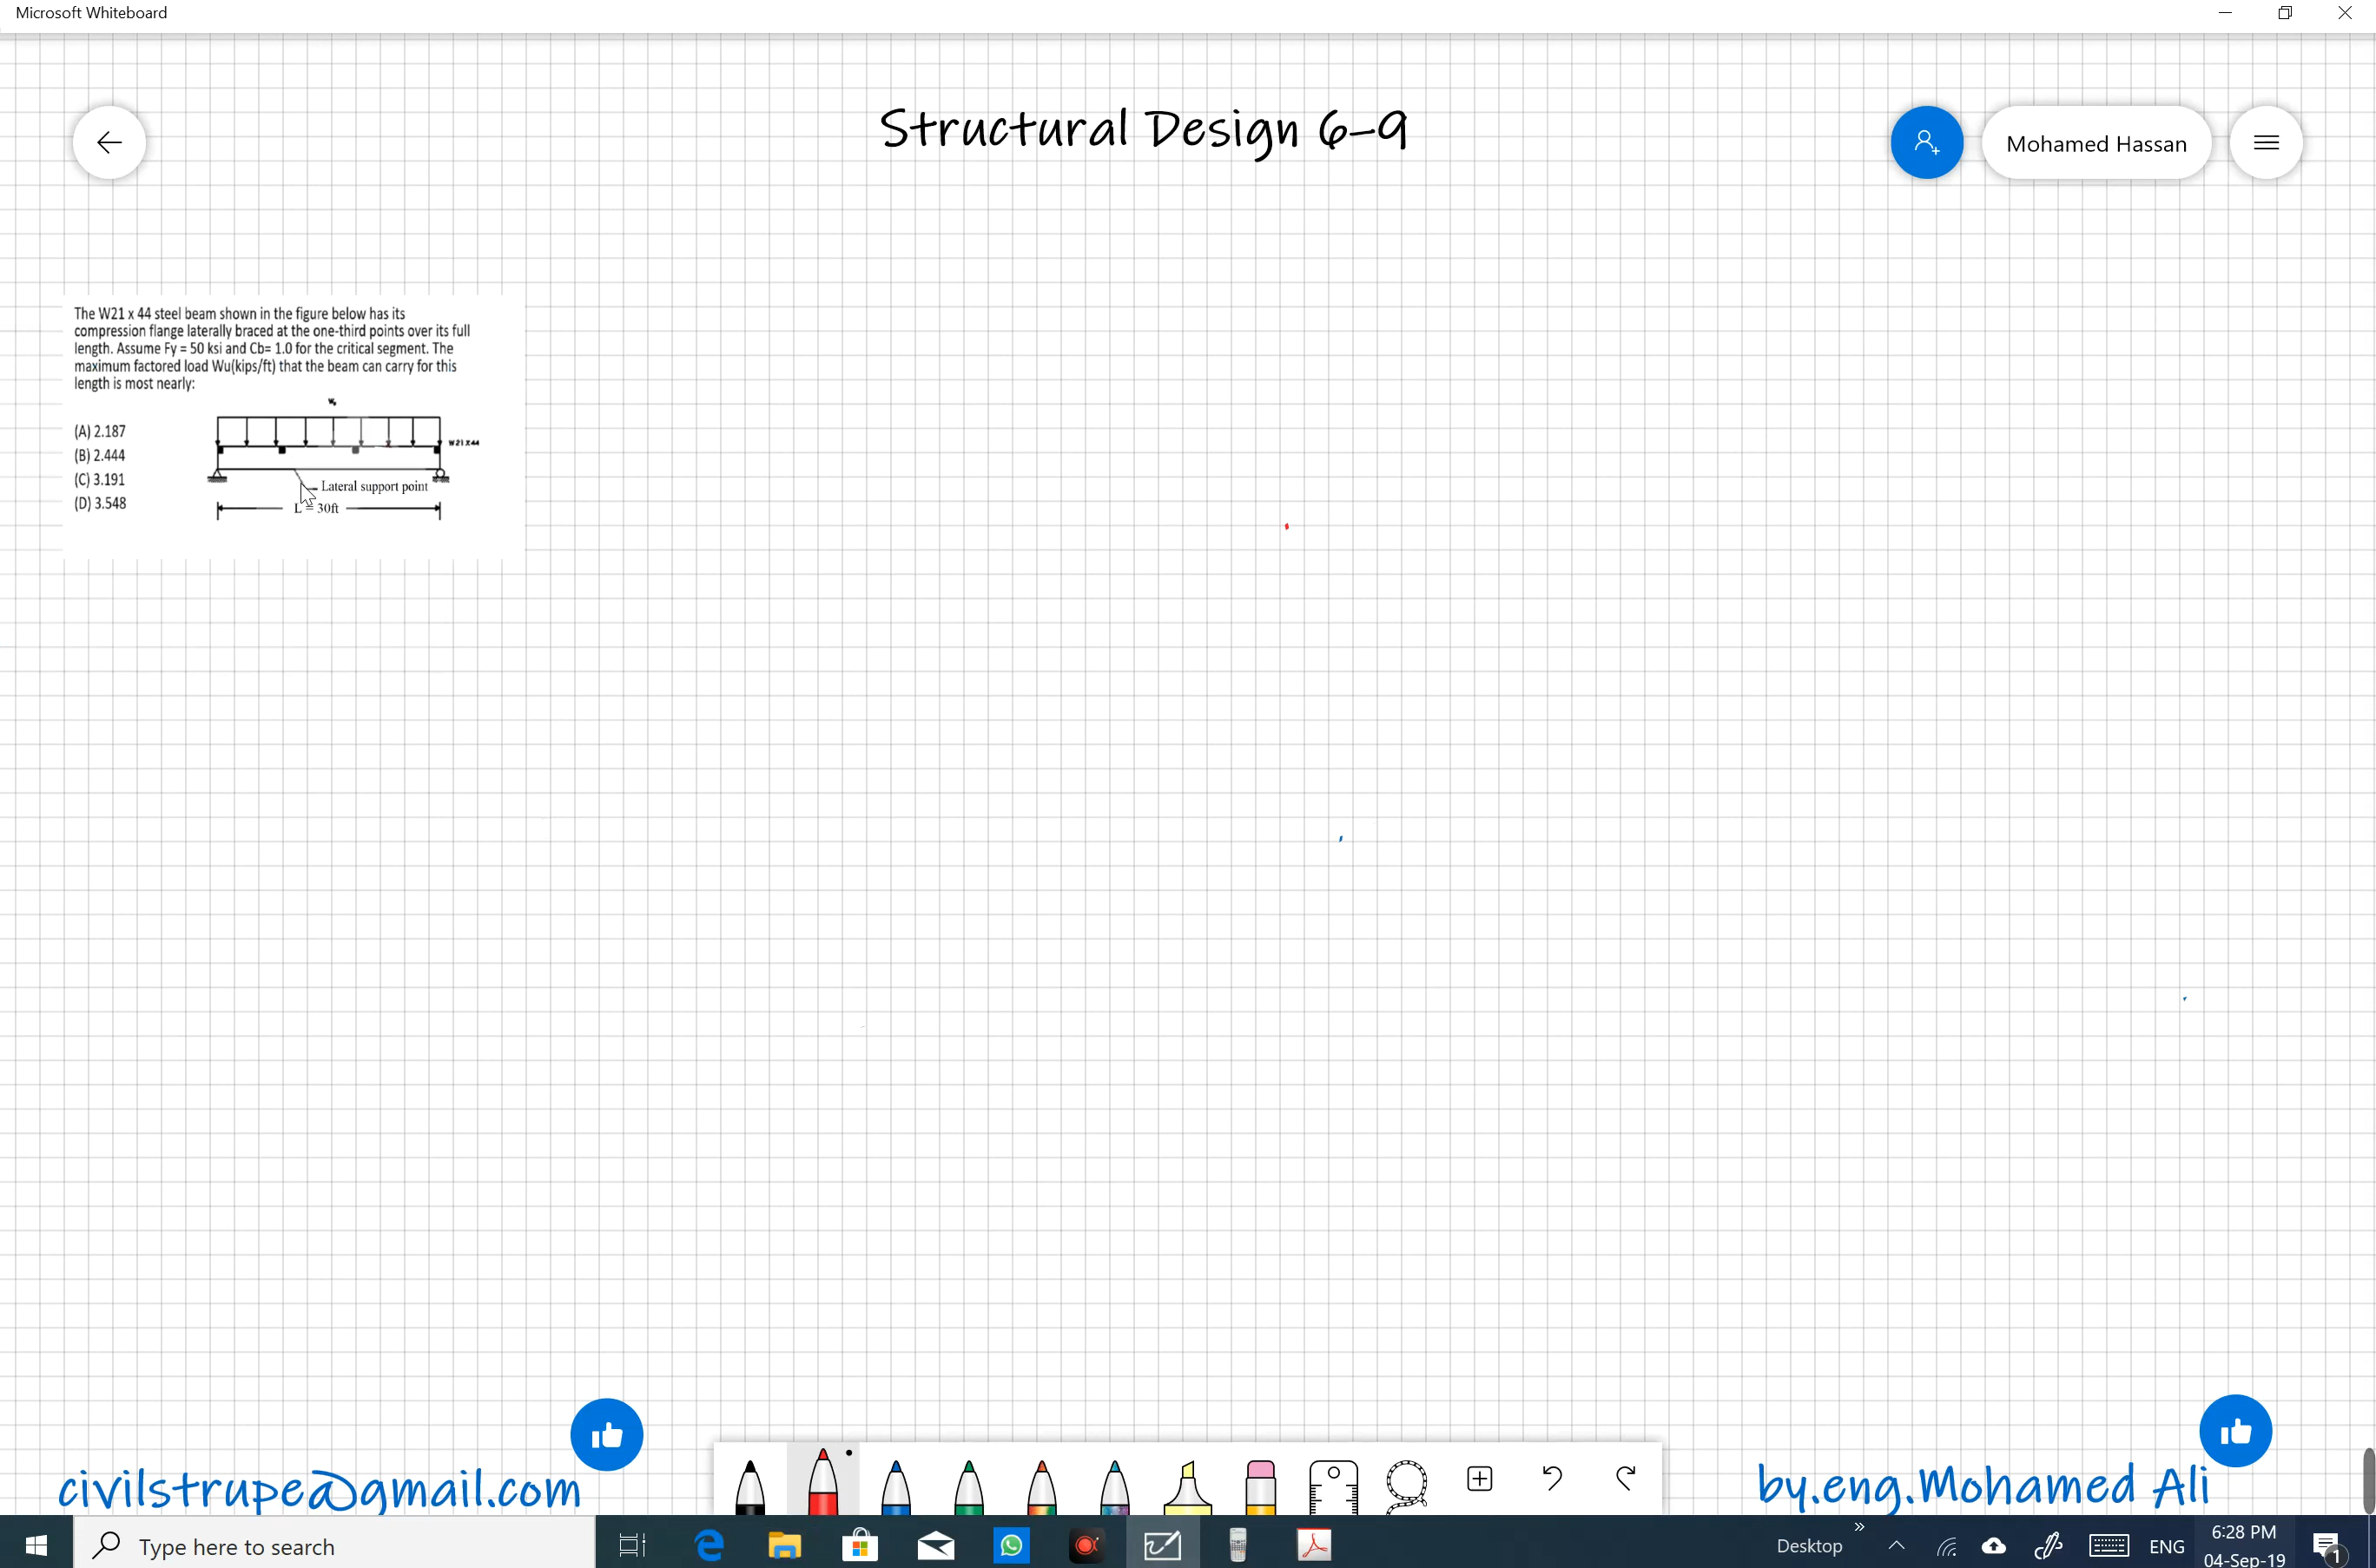 Microsoft Whiteboard
Structural Design 6-9
Mohamed Hassan
The W21 x 44 steel beam shown in the figure below has its
compression flange laterally braced at the one-third points over its full
length. Assume Fy = 50 ksi and Cb= 1.0 for the critical segment. The
maximum factored load Wu(kips/ft) that the beam can carry for this
length is most nearly:
(A) 2.187
(B) 2.444
(C) 3.191
(D) 3.548
W21X44
Lateral support point
L = 30ft
civilstrupe@gmail.com
by.eng.Mohamed Ali
Type here to search
Desktop
ENG
6:28 PM
04-Sep-19
1